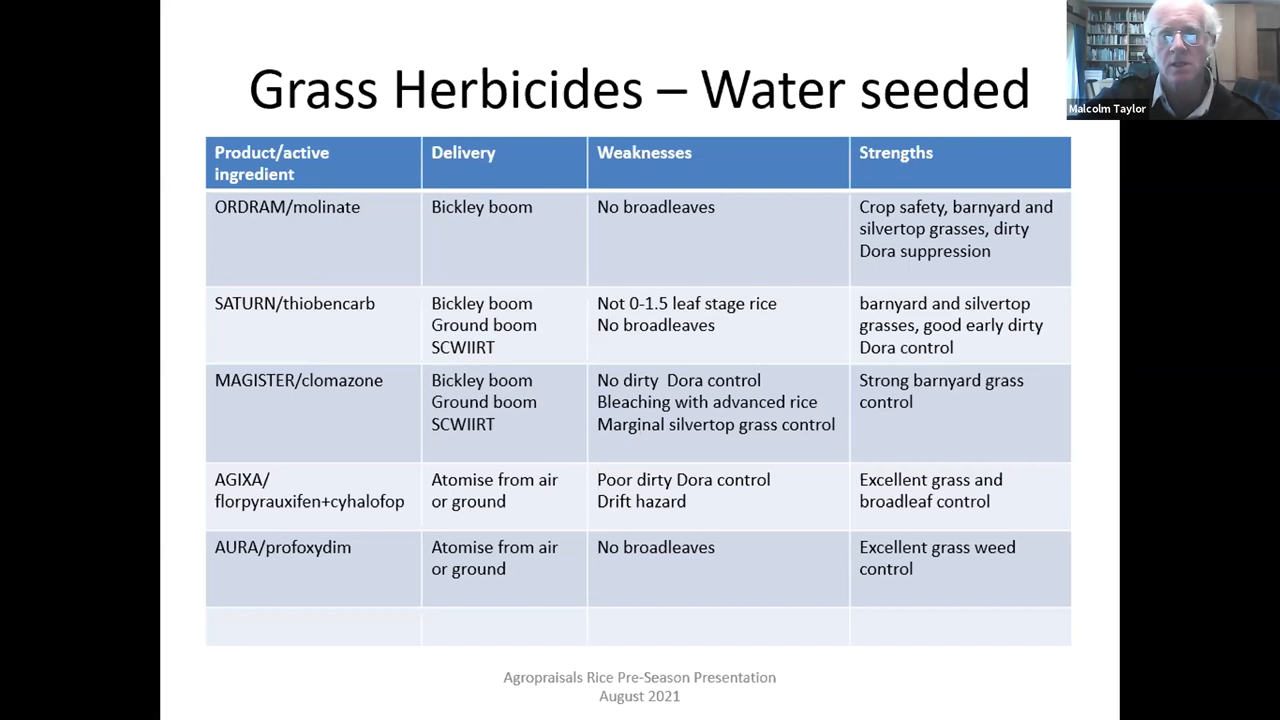 Grass Herbicides – Water seeded
Malcolm Taylor
Product/active
ingredient
Delivery
Weaknesses
Strengths
ORDRAM/molinate
Bickley boom
No broadleaves
Crop safety, barnyard and
silvertop grasses, dirty
Dora suppression
SATURN/thiobencarb
Bickley boom
Ground boom
SCWIIRT
Not 0-1.5 leaf stage rice
No broadleaves
barnyard and silvertop
grasses, good early dirty
Dora control
MAGISTER/clomazone
Bickley boom
Ground boom
SCWIIRT
No dirty  Dora control
Bleaching with advanced rice
Marginal silvertop grass control
Strong barnyard grass
control
AGIXA/
florpyrauxifen+cyhalofop
Atomise from air
or ground
Poor dirty Dora control
Drift hazard
Excellent grass and
broadleaf control
AURA/profoxydim
Atomise from air
or ground
No broadleaves
Excellent grass weed
control
Agropraisals Rice Pre-Season Presentation
August 2021